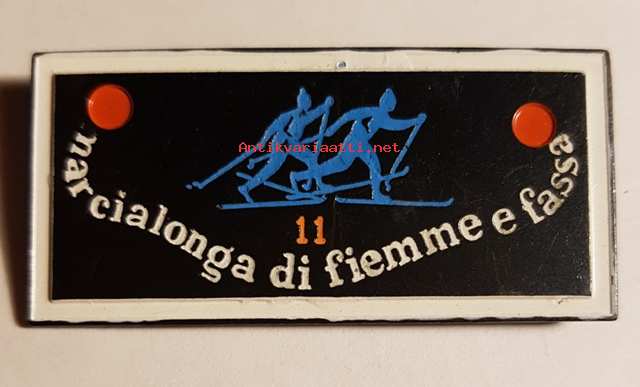 Antikvariaatti.net
11
marcialonga di fiemme e fassa